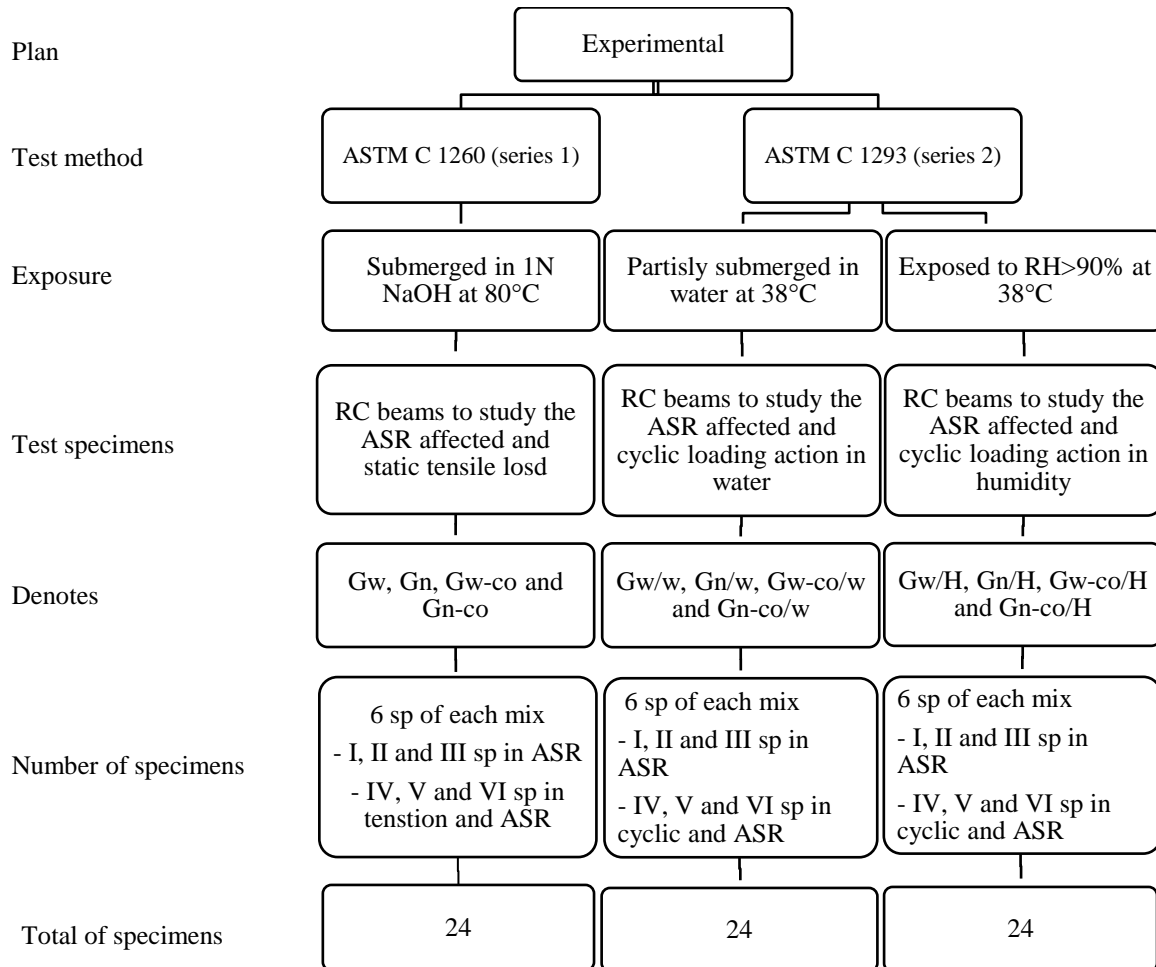 Plan
Experimental
Test method
ASTM C 1260 (series 1)
ASTM C 1293 (series 2)
Exposure
Submerged in 1N
NaOH at 80°C
Partisly submerged in
water at 38°C
Exposed to RH>90% at
38°C
Test specimens
RC beams to study the
ASR affected and
static tensile losd
RC beams to study the
ASR affected and
cyclic loading action in
water
RC beams to study the
ASR affected and
cyclic loading action in
humidity
Denotes
Gw, Gn, Gw-co and
Gn-co
Gw/w, Gn/w, Gw-co/w
and Gn-co/w
Gw/H, Gn/H, Gw-co/H
and Gn-co/H
Number of specimens
6 sp of each mix
- I, II and III sp in ASR
- IV, V and VI sp in
tenstion and ASR
6 sp of each mix
- I, II and III sp in
ASR
- IV, V and VI sp in
cyclic and ASR
6 sp of each mix
- I, II and III sp in
ASR
- IV, V and VI sp in
cyclic and ASR
Total of specimens
24
24
24